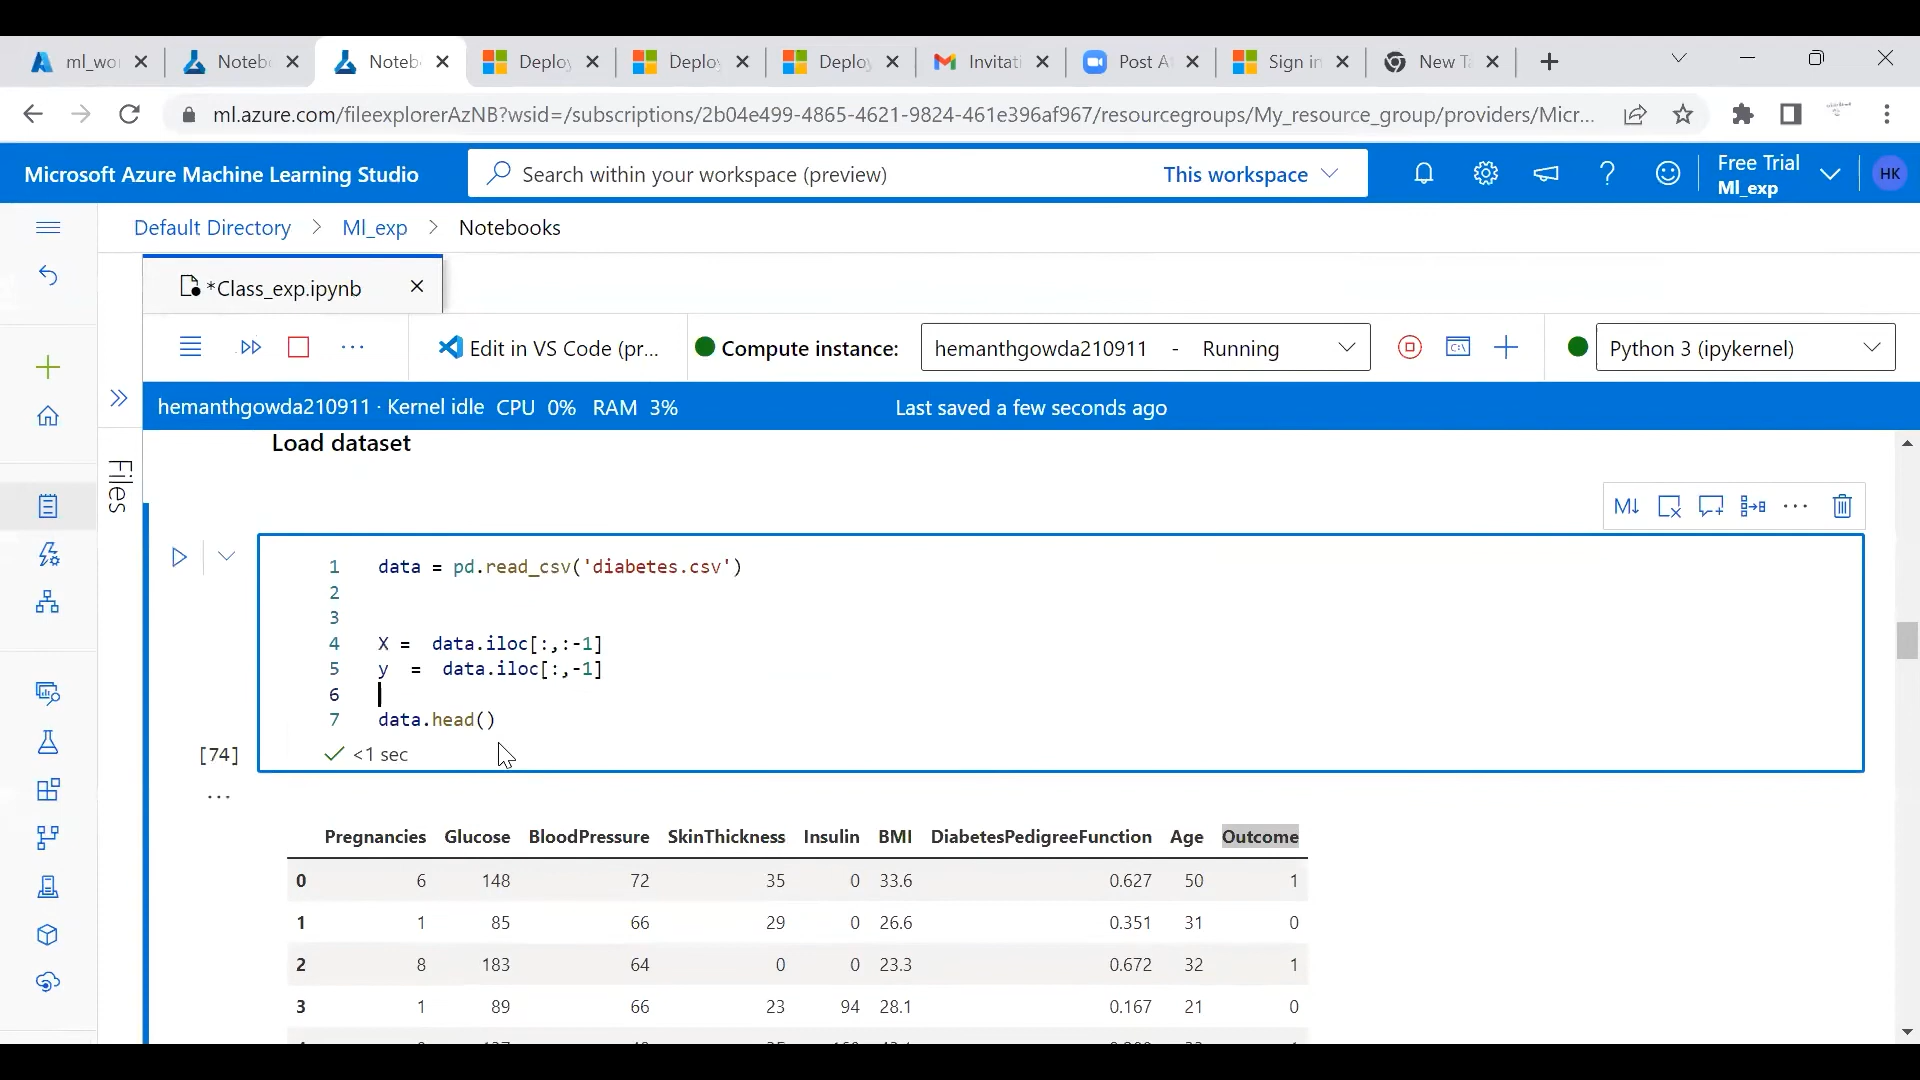 ml_wo
Noteb
Noteb
Deploy
Deploy
Deploy
Invitati
Post A
Sign in
New T
ml.azure.com/fileexplorerAzNB?wsid=/subscriptions/2b04e499-4865-4621-9824-461e396af967/resourcegroups/My_resource_group/providers/Micr...
Microsoft Azure Machine Learning Studio
Search within your workspace (preview)
This workspace
Free Trial
Ml_exp
HK
Default Directory > Ml_exp > Notebooks
*Class_exp.ipynb
Edit in VS Code (pr...
Compute instance:
hemanthgowda210911 - Running
Python 3 (ipykernel)
hemanthgowda210911 · Kernel idle CPU 0% RAM 3%
Last saved a few seconds ago
Files
Load dataset
M↓
1 data = pd.read_csv('diabetes.csv')
2
3
4 X = data.iloc[:,:-1]
5 y = data.iloc[:,-1]
6
7 data.head()
[74]
<1 sec
Pregnancies Glucose BloodPressure SkinThickness Insulin BMI DiabetesPedigreeFunction Age Outcome
0 6 148 72 35 0 33.6 0.627 50 1
1 1 85 66 29 0 26.6 0.351 31 0
2 8 183 64 0 0 23.3 0.672 32 1
3 1 89 66 23 94 28.1 0.167 21 0